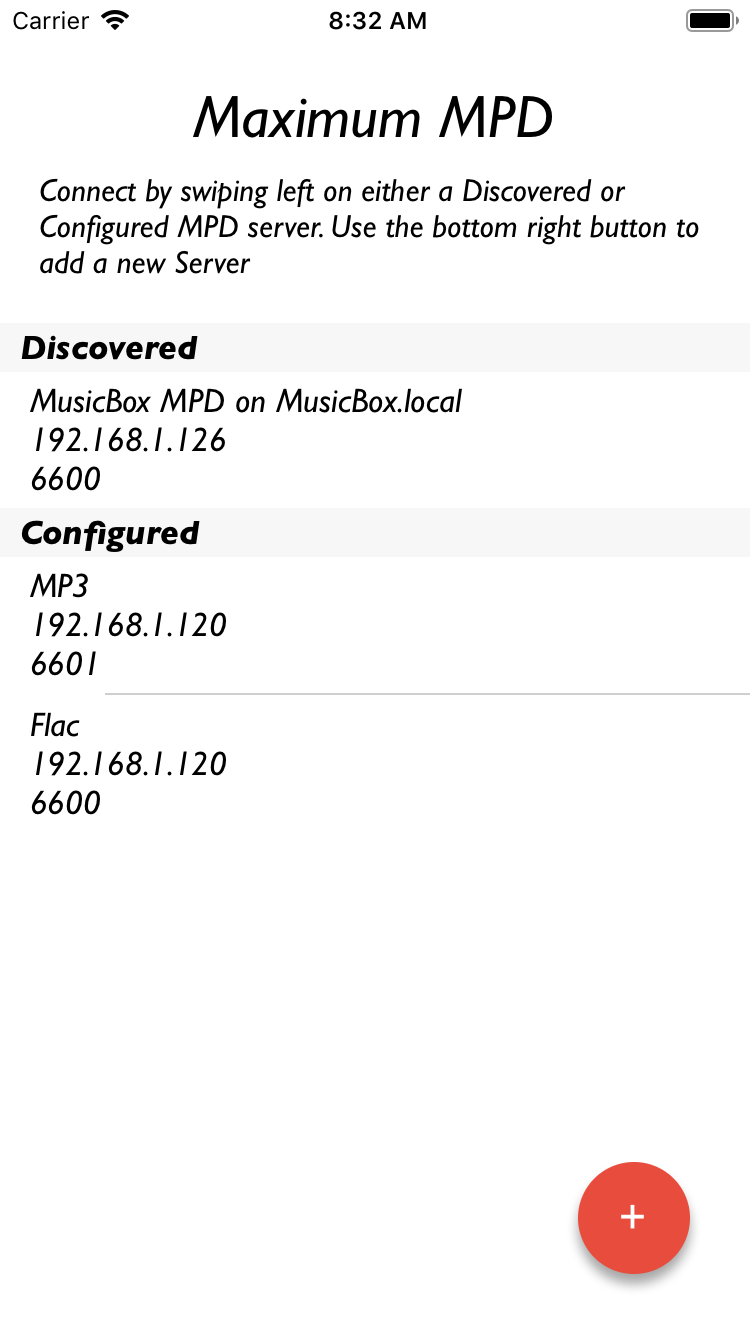 Carrier 8:32 AM
Maximum MPD
Connect by swiping left on either a Discovered or
Configured MPD server. Use the bottom right button to
add a new Server
Discovered
MusicBox MPD on MusicBox.local
192.168.1.126
6600
Configured
MP3
192.168.1.120
6601
Flac
192.168.1.120
6600
+